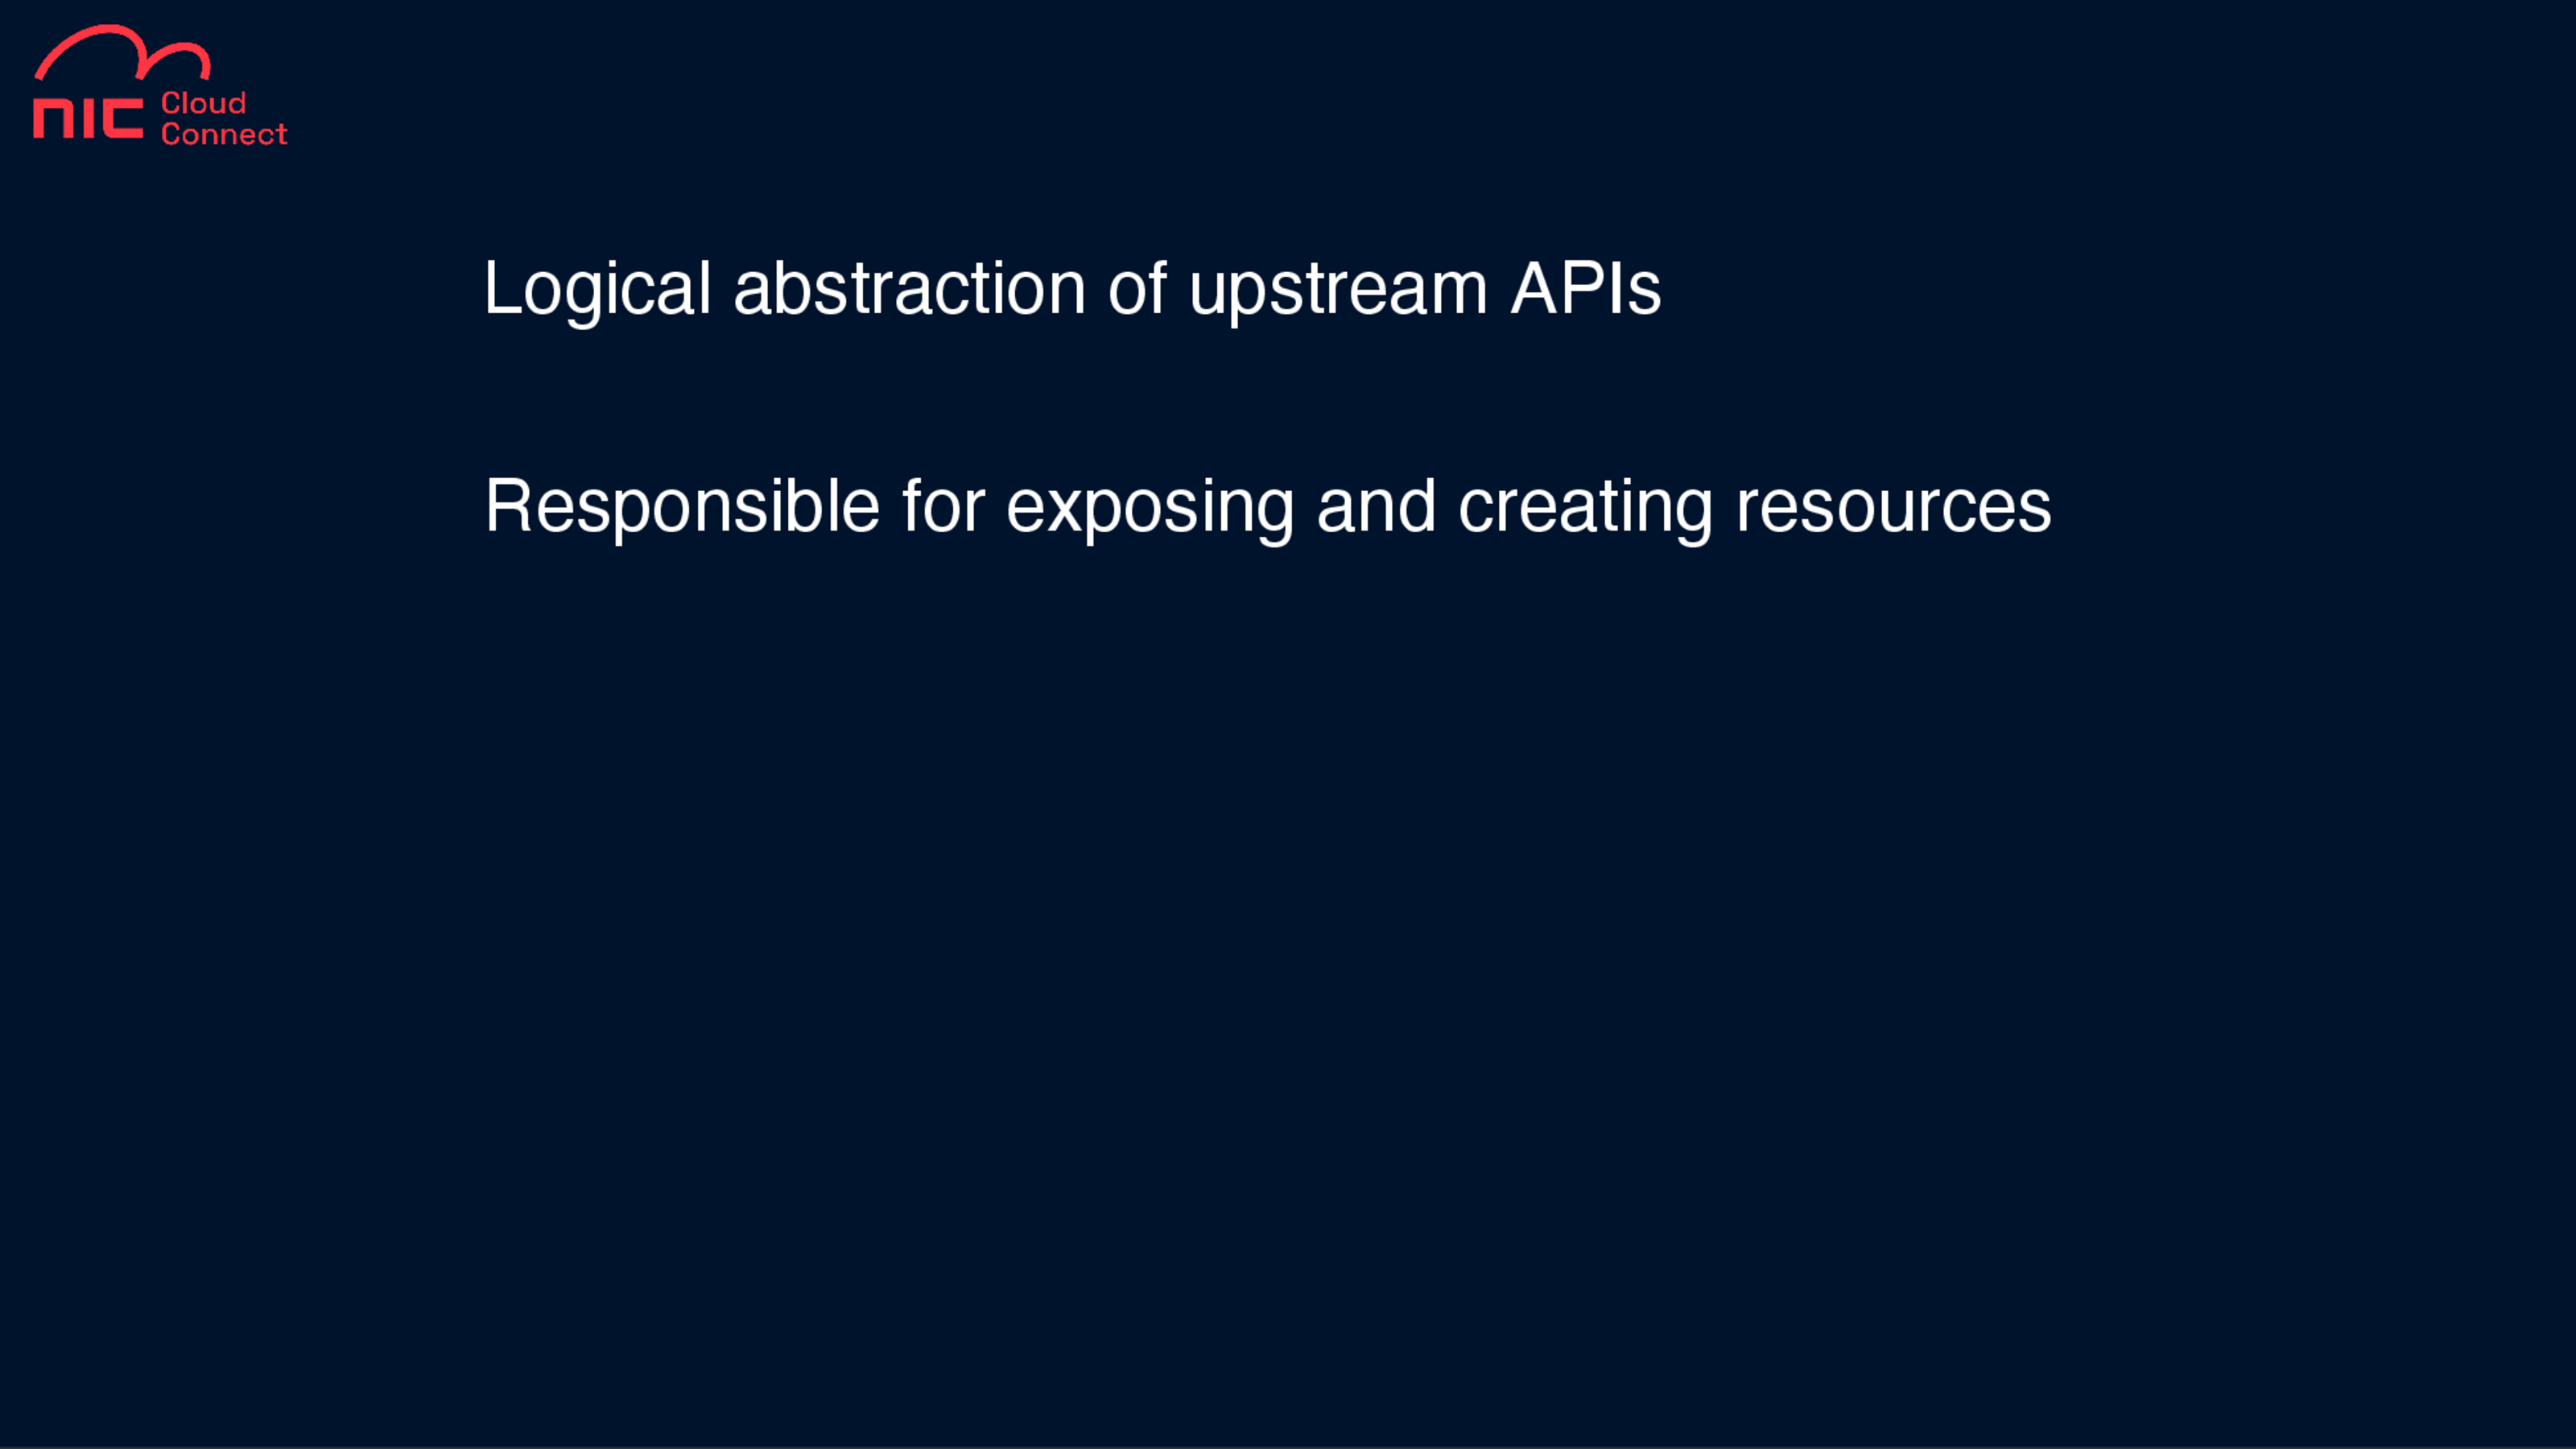 NIC Cloud
Connect
Logical abstraction of upstream APIs
Responsible for exposing and creating resources